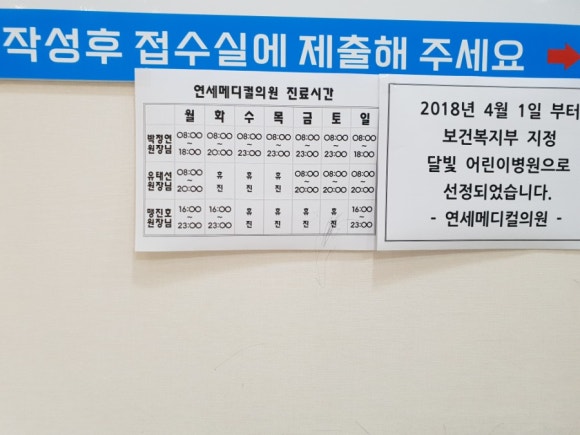 작성후 접수실에 제출해 주세요
연세메디컬의원 진료시간
월 화 수 목 금 토 일
박정연 원장님 08:00~18:00 08:00~20:00 08:00~23:00 08:00~23:00 08:00~23:00 08:00~23:00 08:00~18:00
유태선 원장님 08:00~20:00 휴진 휴진 휴진 08:00~20:00 08:00~20:00 08:00~20:00
맹진호 원장님 16:00~23:00 16:00~23:00 휴진 휴진 휴진 휴진 16:00~23:00
2018년 4월 1일 부터
보건복지부 지정
달빛 어린이병원으로
선정되었습니다.
- 연세메디컬의원 -